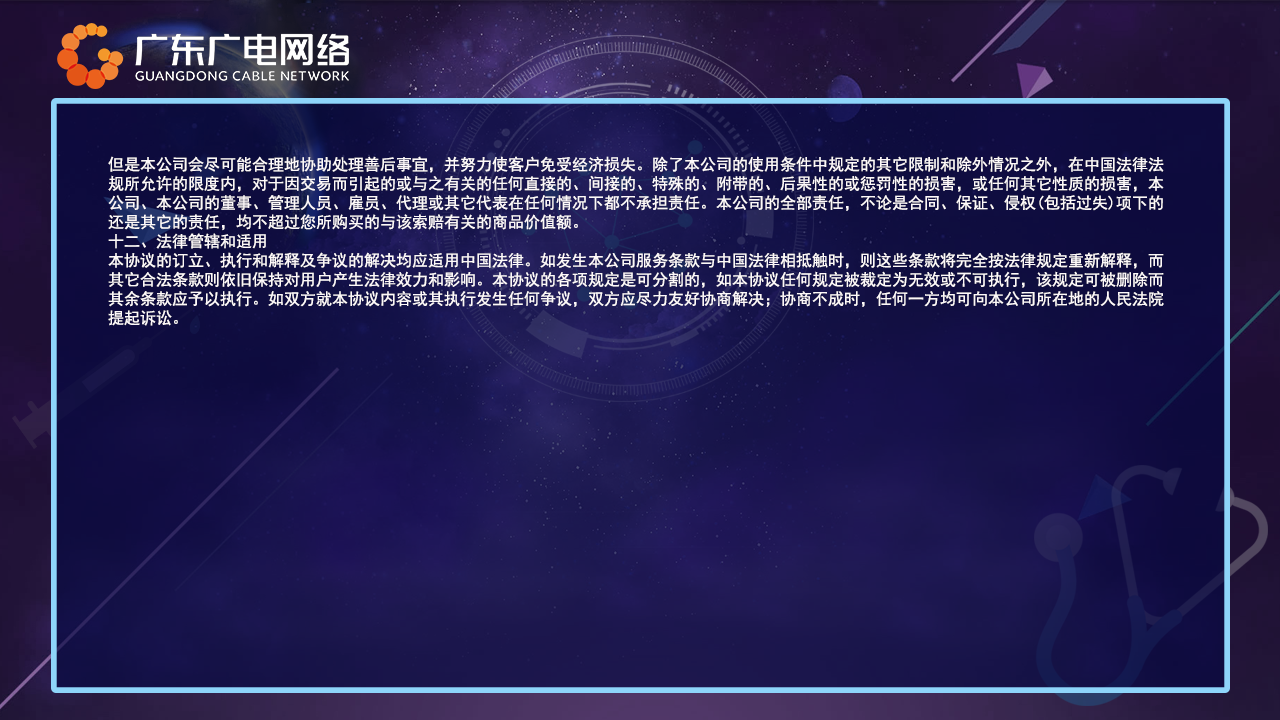 广东广电网络
GUANGDONG CABLE NETWORK
但是本公司会尽可能合理地协助处理善后事宜，并努力使客户免受经济损失。除了本公司的使用条件中规定的其它限制和除外情况之外，在中国法律法
规所允许的限度内，对于因交易而引起的或与之有关的任何直接的、间接的、特殊的、附带的、后果性的或惩罚性的损害，或任何其它性质的损害，本
公司、本公司的董事、管理人员、雇员、代理或其它代表在任何情况下都不承担责任。本公司的全部责任，不论是合同、保证、侵权(包括过失)项下的
还是其它的责任，均不超过您所购买的与该索赔有关的商品价值额。
十二、法律管辖和适用
本协议的订立、执行和解释及争议的解决均应适用中国法律。如发生本公司服务条款与中国法律相抵触时，则这些条款将完全按法律规定重新解释，而
其它合法条款则依旧保持对用户产生法律效力和影响。本协议的各项规定是可分割的，如本协议任何规定被裁定为无效或不可执行，该规定可被删除而
其余条款应予以执行。如双方就本协议内容或其执行发生任何争议，双方应尽力友好协商解决；协商不成时，任何一方均可向本公司所在地的人民法院
提起诉讼。